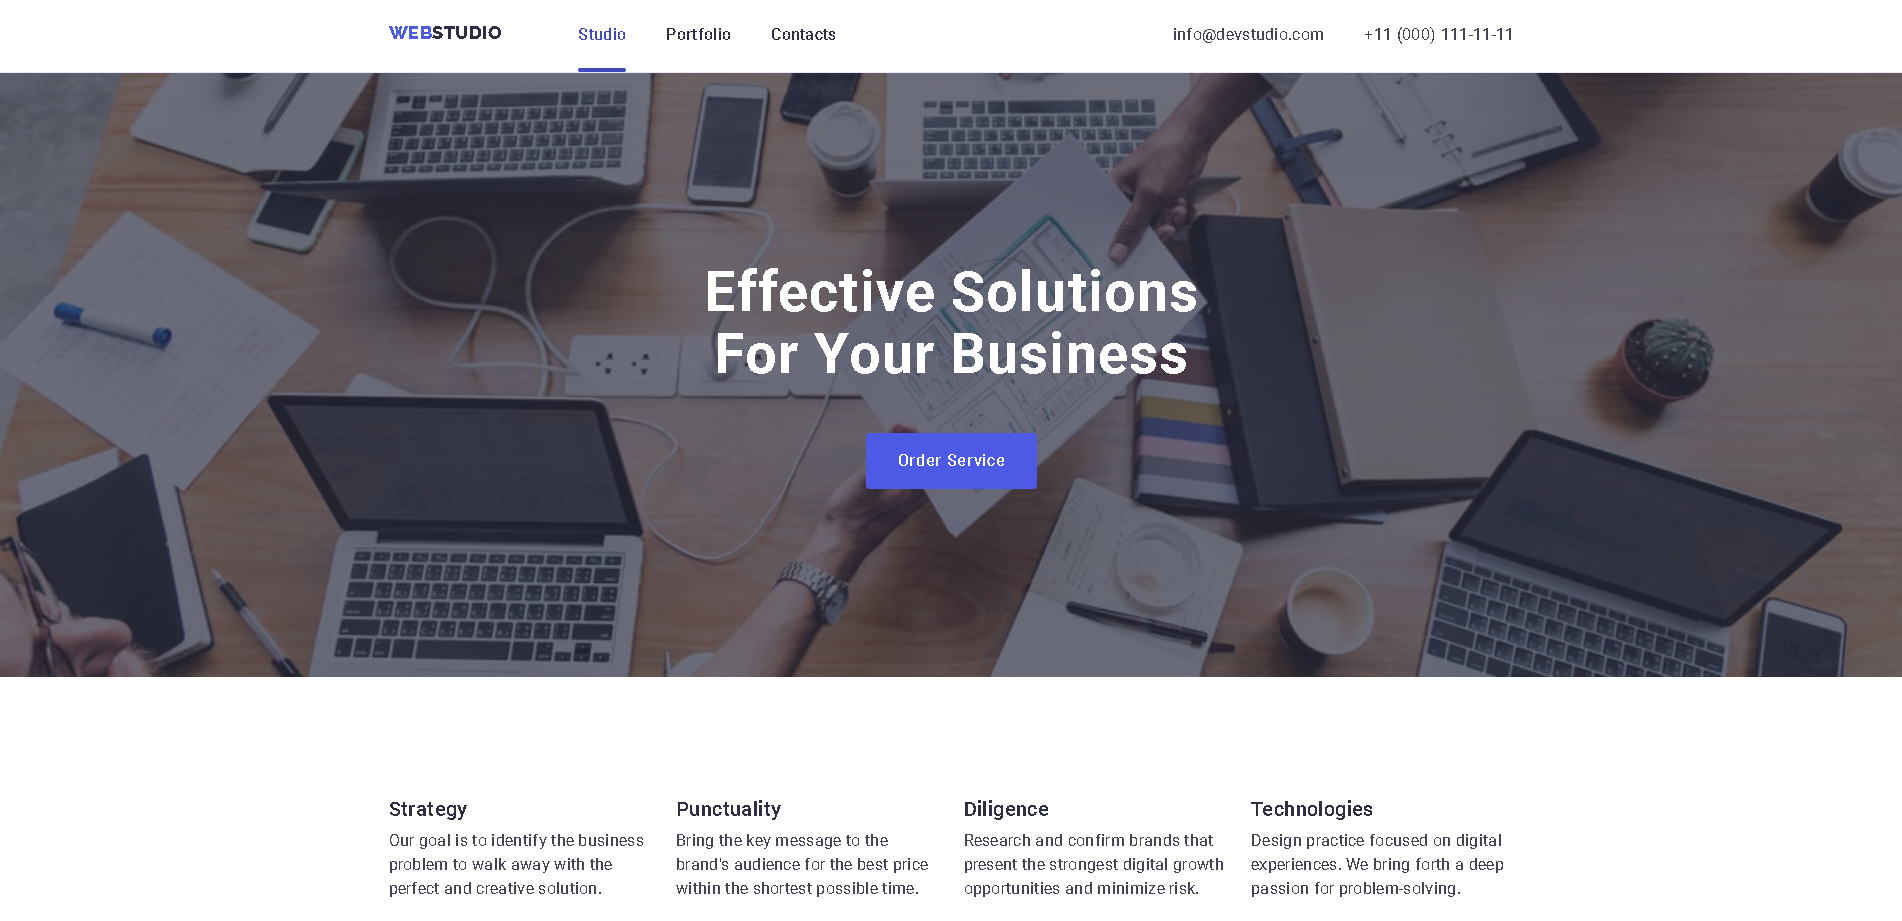 WEBSTUDIO
Studio
Portfolio
Contacts
info@devstudio.com
+11 (000) 111-11-11
Effective Solutions
For Your Business
Order Service
Strategy
Our goal is to identify the business
problem to walk away with the
perfect and creative solution.
Punctuality
Bring the key message to the
brand's audience for the best price
within the shortest possible time.
Diligence
Research and confirm brands that
present the strongest digital growth
opportunities and minimize risk.
Technologies
Design practice focused on digital
experiences. We bring forth a deep
passion for problem-solving.